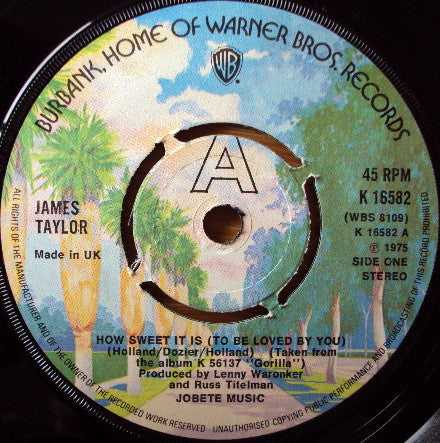 BURBANK, HOME OF WARNER BROS. RECORDS
WB
A
JAMES
TAYLOR
Made in UK
45 RPM
K 16582
(WBS 8109)
K 16582 A
℗ 1975
SIDE ONE
STEREO
HOW SWEET IT IS (TO BE LOVED BY YOU)
(Holland/Dozier/Holland) (Taken from
the album K 56137 "Gorilla")
Produced by Lenny Waronker
and Russ Titelman
JOBETE MUSIC
ALL RIGHTS OF THE MANUFACTURER AND OF THE OWNER OF THE RECORDED WORK RESERVED
UNAUTHORISED COPYING PUBLIC PERFORMANCE AND BROADCASTING OF THIS RECORD PROHIBITED.